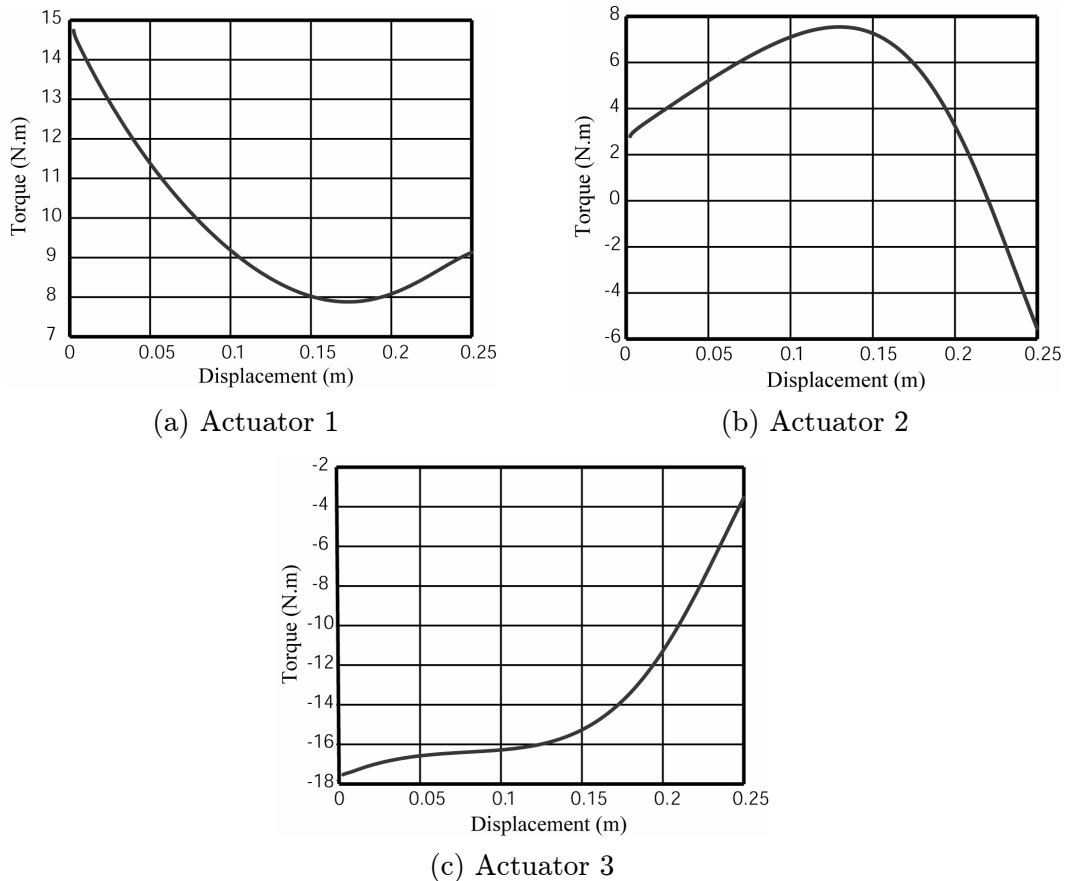 15
14
13
12
11
10
9
8
7
Torque (N.m)
0 0.05 0.1 0.15 0.2 0.25
Displacement (m)
(a) Actuator 1
8
6
4
2
0
-2
-4
-6
Torque (N.m)
0 0.05 0.1 0.15 0.2 0.25
Displacement (m)
(b) Actuator 2
-2
-4
-6
-8
-10
-12
-14
-16
-18
Torque (N.m)
0 0.05 0.1 0.15 0.2 0.25
Displacement (m)
(c) Actuator 3